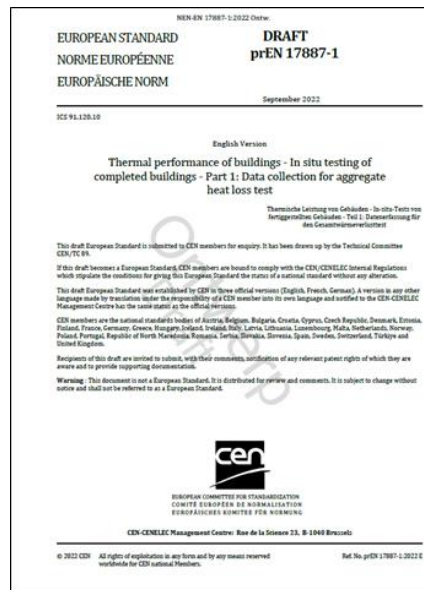 NEN-EN 17887-1:2022 Ontw.
EUROPEAN STANDARD
NORME EUROPÉENNE
EUROPÄISCHE NORM
DRAFT
prEN 17887-1
September 2022
ICS 91.120.10
English Version
Thermal performance of buildings - In situ testing of
completed buildings - Part 1: Data collection for aggregate
heat loss test
Thermische Leistung von Gebäuden - In-situ-Tests von
fertiggestellten Gebäuden - Teil 1: Datenerfassung für
den Gesamtwärmeverlusttest
This draft European Standard is submitted to CEN members for enquiry. It has been drawn up by the Technical Committee
CEN/TC 89.
If this draft becomes a European Standard, CEN members are bound to comply with the CEN/CENELEC Internal Regulations
which stipulate the conditions for giving this European Standard the status of a national standard without any alteration.
This draft European Standard was established by CEN in three official versions (English, French, German). A version in any other
language made by translation under the responsibility of a CEN member into its own language and notified to the CEN-CENELEC
Management Centre has the same status as the official versions.
CEN members are the national standards bodies of Austria, Belgium, Bulgaria, Croatia, Cyprus, Czech Republic, Denmark, Estonia,
Finland, France, Germany, Greece, Hungary, Iceland, Ireland, Italy, Latvia, Lithuania, Luxembourg, Malta, Netherlands, Norway,
Poland, Portugal, Republic of North Macedonia, Romania, Serbia, Slovakia, Slovenia, Spain, Sweden, Switzerland, Türkiye and
United Kingdom.
Recipients of this draft are invited to submit, with their comments, notification of any relevant patent rights of which they are
aware and to provide supporting documentation.
Warning : This document is not a European Standard. It is distributed for review and comments. It is subject to change without
notice and shall not be referred to as a European Standard.
Ontwerp
cen
EUROPEAN COMMITTEE FOR STANDARDIZATION
COMITÉ EUROPÉEN DE NORMALISATION
EUROPÄISCHES KOMITEE FÜR NORMUNG
CEN-CENELEC Management Centre: Rue de la Science 23, B-1040 Brussels
© 2022 CEN All rights of exploitation in any form and by any means reserved
worldwide for CEN national Members.
Ref. No. prEN 17887-1:2022 E